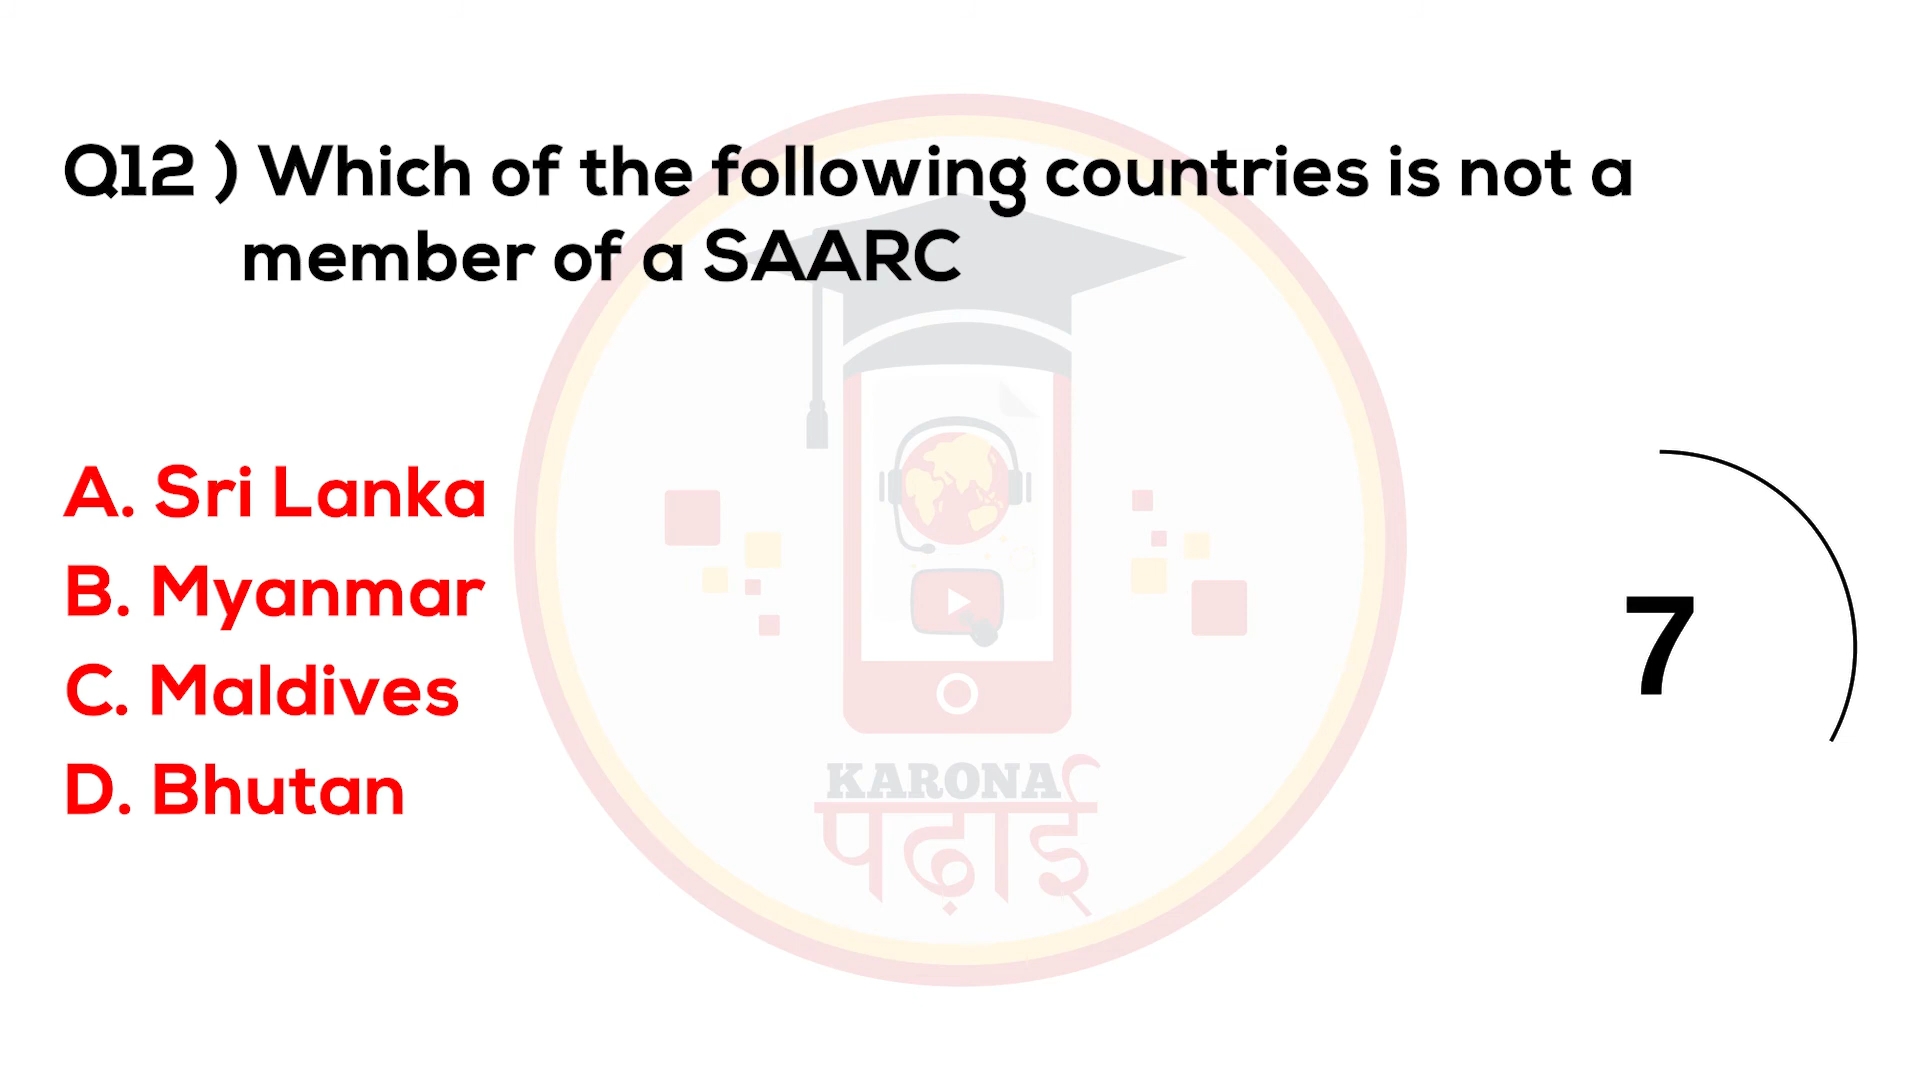 Q12 ) Which of the following countries is not a
member of a SAARC
A. Sri Lanka
B. Myanmar
C. Maldives
D. Bhutan
7
KARONA
पढ़ाई